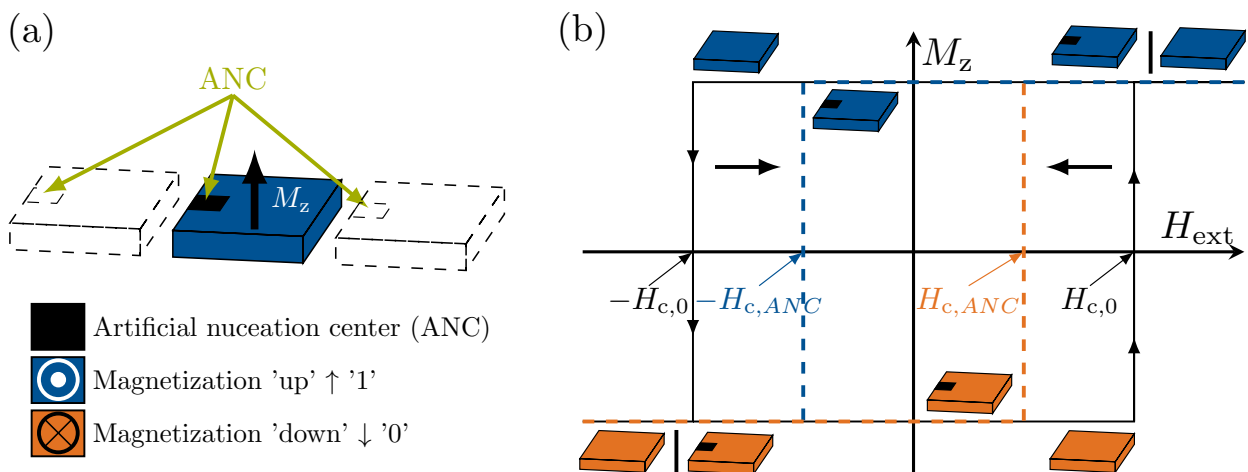 (a)
ANC
M_z
Artificial nuceation center (ANC)
Magnetization 'up' ↑ '1'
Magnetization 'down' ↓ '0'
(b)
M_z
H_ext
−H_c,0
−H_c,ANC
H_c,ANC
H_c,0